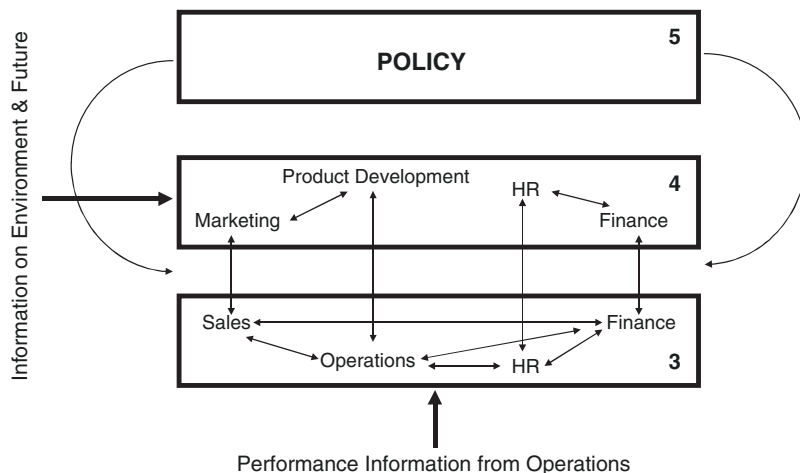 5
POLICY
Information on Environment & Future
Product Development
HR
4
Marketing
Finance
Sales
Finance
Operations
HR
3
Performance Information from Operations